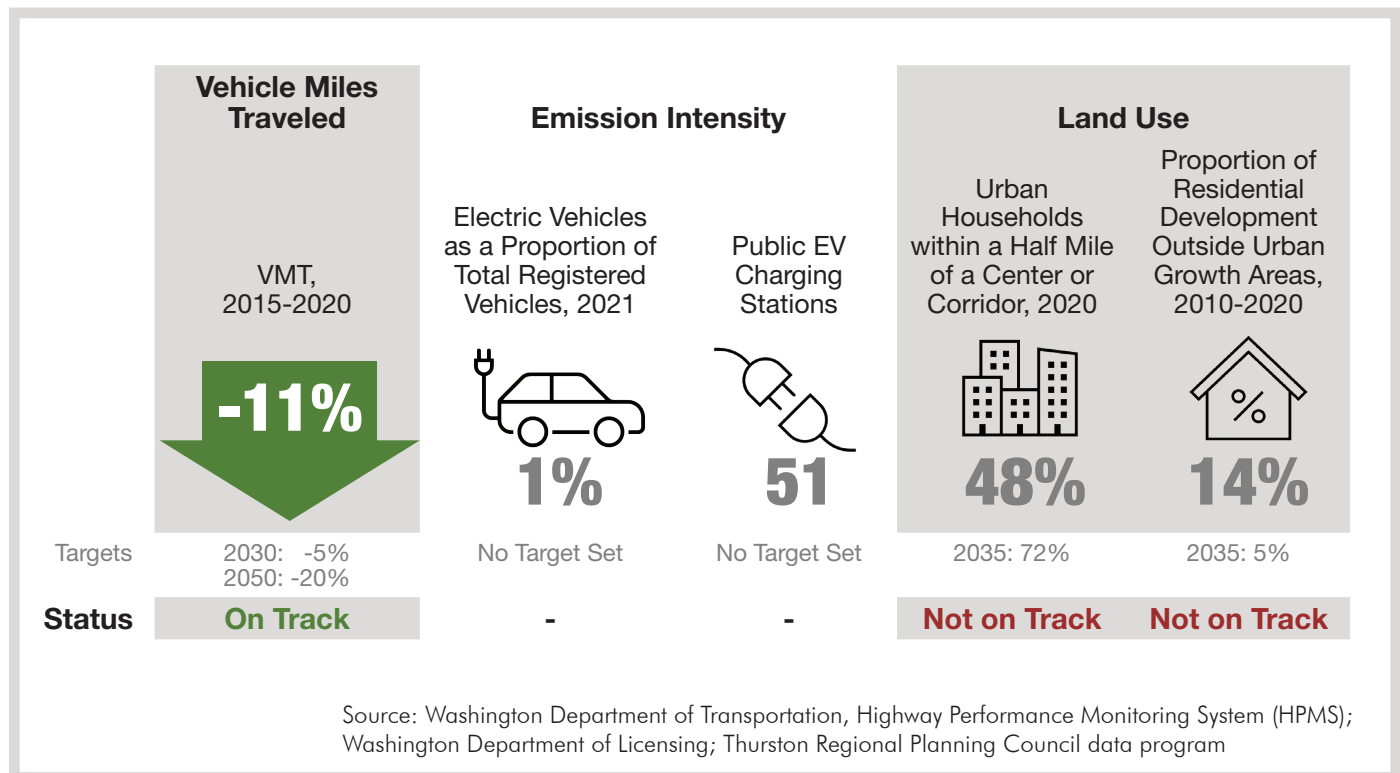 Vehicle Miles
Traveled
Emission Intensity
Land Use
VMT,
2015-2020
Electric Vehicles
as a Proportion of
Total Registered
Vehicles, 2021
Public EV
Charging
Stations
Urban
Households
within a Half Mile
of a Center or
Corridor, 2020
Proportion of
Residential
Development
Outside Urban
Growth Areas,
2010-2020
-11%
1%
51
48%
%
14%
Targets
2030: -5%
2050: -20%
No Target Set
No Target Set
2035: 72%
2035: 5%
Status
On Track
-
-
Not on Track
Not on Track
Source: Washington Department of Transportation, Highway Performance Monitoring System (HPMS);
Washington Department of Licensing; Thurston Regional Planning Council data program